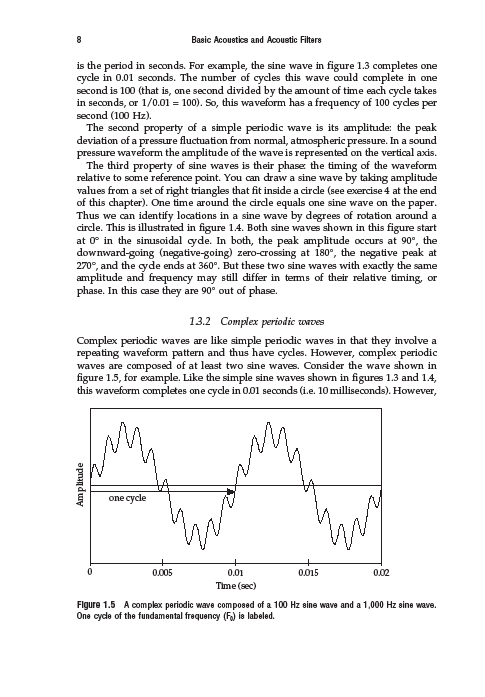 8 Basic Acoustics and Acoustic Filters
is the period in seconds. For example, the sine wave in figure 1.3 completes one
cycle in 0.01 seconds. The number of cycles this wave could complete in one
second is 100 (that is, one second divided by the amount of time each cycle takes
in seconds, or 1/0.01 = 100). So, this waveform has a frequency of 100 cycles per
second (100 Hz).
The second property of a simple periodic wave is its amplitude: the peak
deviation of a pressure fluctuation from normal, atmospheric pressure. In a sound
pressure waveform the amplitude of the wave is represented on the vertical axis.
The third property of sine waves is their phase: the timing of the waveform
relative to some reference point. You can draw a sine wave by taking amplitude
values from a set of right triangles that fit inside a circle (see exercise 4 at the end
of this chapter). One time around the circle equals one sine wave on the paper.
Thus we can identify locations in a sine wave by degrees of rotation around a
circle. This is illustrated in figure 1.4. Both sine waves shown in this figure start
at 0° in the sinusoidal cycle. In both, the peak amplitude occurs at 90°, the
downward-going (negative-going) zero-crossing at 180°, the negative peak at
270°, and the cycle ends at 360°. But these two sine waves with exactly the same
amplitude and frequency may still differ in terms of their relative timing, or
phase. In this case they are 90° out of phase.
1.3.2 Complex periodic waves
Complex periodic waves are like simple periodic waves in that they involve a
repeating waveform pattern and thus have cycles. However, complex periodic
waves are composed of at least two sine waves. Consider the wave shown in
figure 1.5, for example. Like the simple sine waves shown in figures 1.3 and 1.4,
this waveform completes one cycle in 0.01 seconds (i.e. 10 milliseconds). However,
Amplitude
one cycle
0 0.005 0.01 0.015 0.02
Time (sec)
Figure 1.5 A complex periodic wave composed of a 100 Hz sine wave and a 1,000 Hz sine wave.
One cycle of the fundamental frequency (F₀) is labeled.